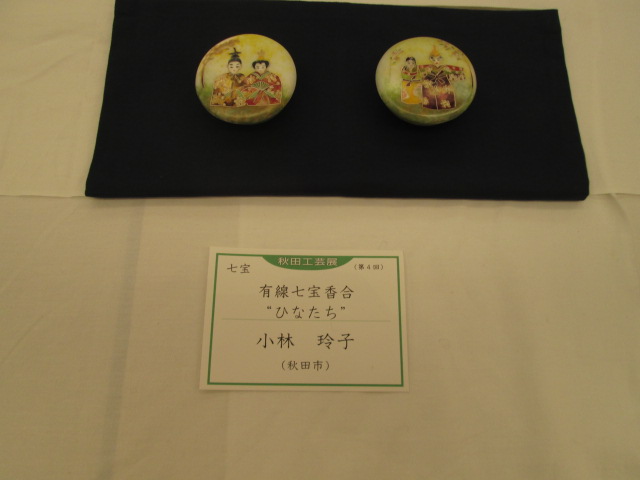 秋田工芸展
七宝 (第4回)
有線七宝香合
“ひなたち”
小林 玲子
(秋田市)